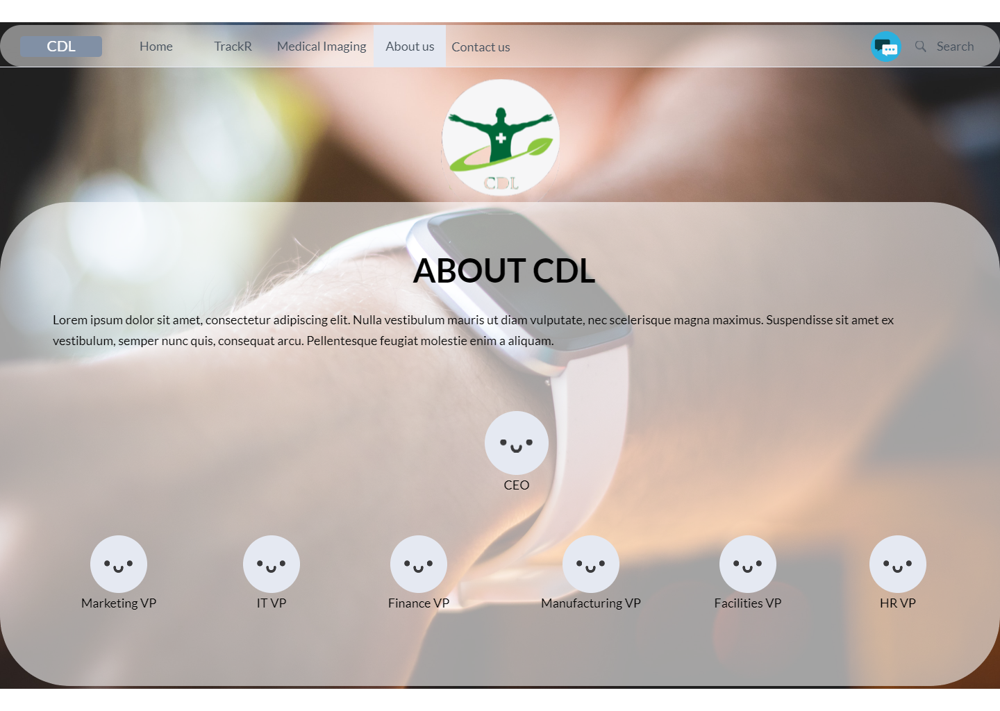 CDL
Home
TrackR
Medical Imaging
About us
Contact us
Search
CDL
ABOUT CDL
Lorem ipsum dolor sit amet, consectetur adipiscing elit. Nulla vestibulum mauris ut diam vulputate, nec scelerisque magna maximus. Suspendisse sit amet ex
vestibulum, semper nunc quis, consequat arcu. Pellentesque feugiat molestie enim a aliquam.
CEO
Marketing VP
IT VP
Finance VP
Manufacturing VP
Facilities VP
HR VP